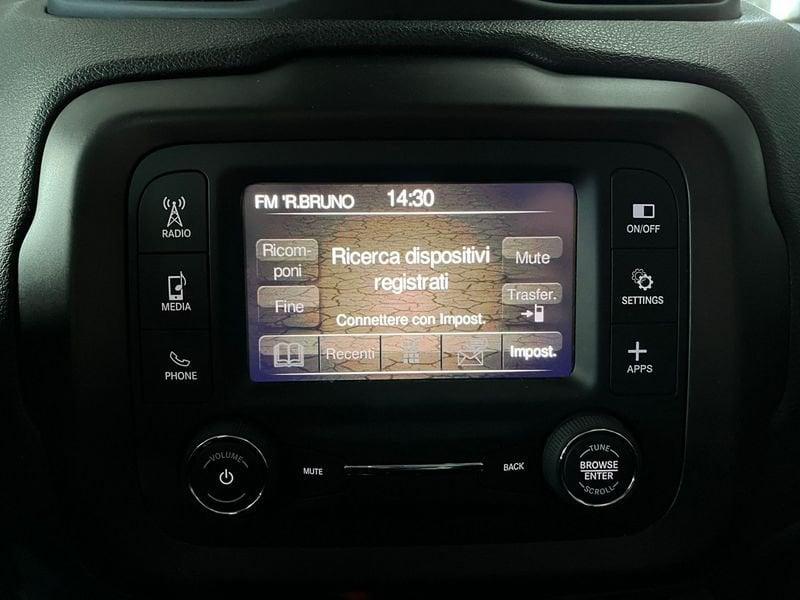 FM 'R.BRUNO 14:30
RADIO
MEDIA
PHONE
Ricom-
poni
Fine
Ricerca dispositivi
registrati
Connettere con Impost.
Mute
Trasfer.
Recenti
Impost.
ON/OFF
SETTINGS
APPS
VOLUME
MUTE
BACK
TUNE
BROWSE
ENTER
SCROLL